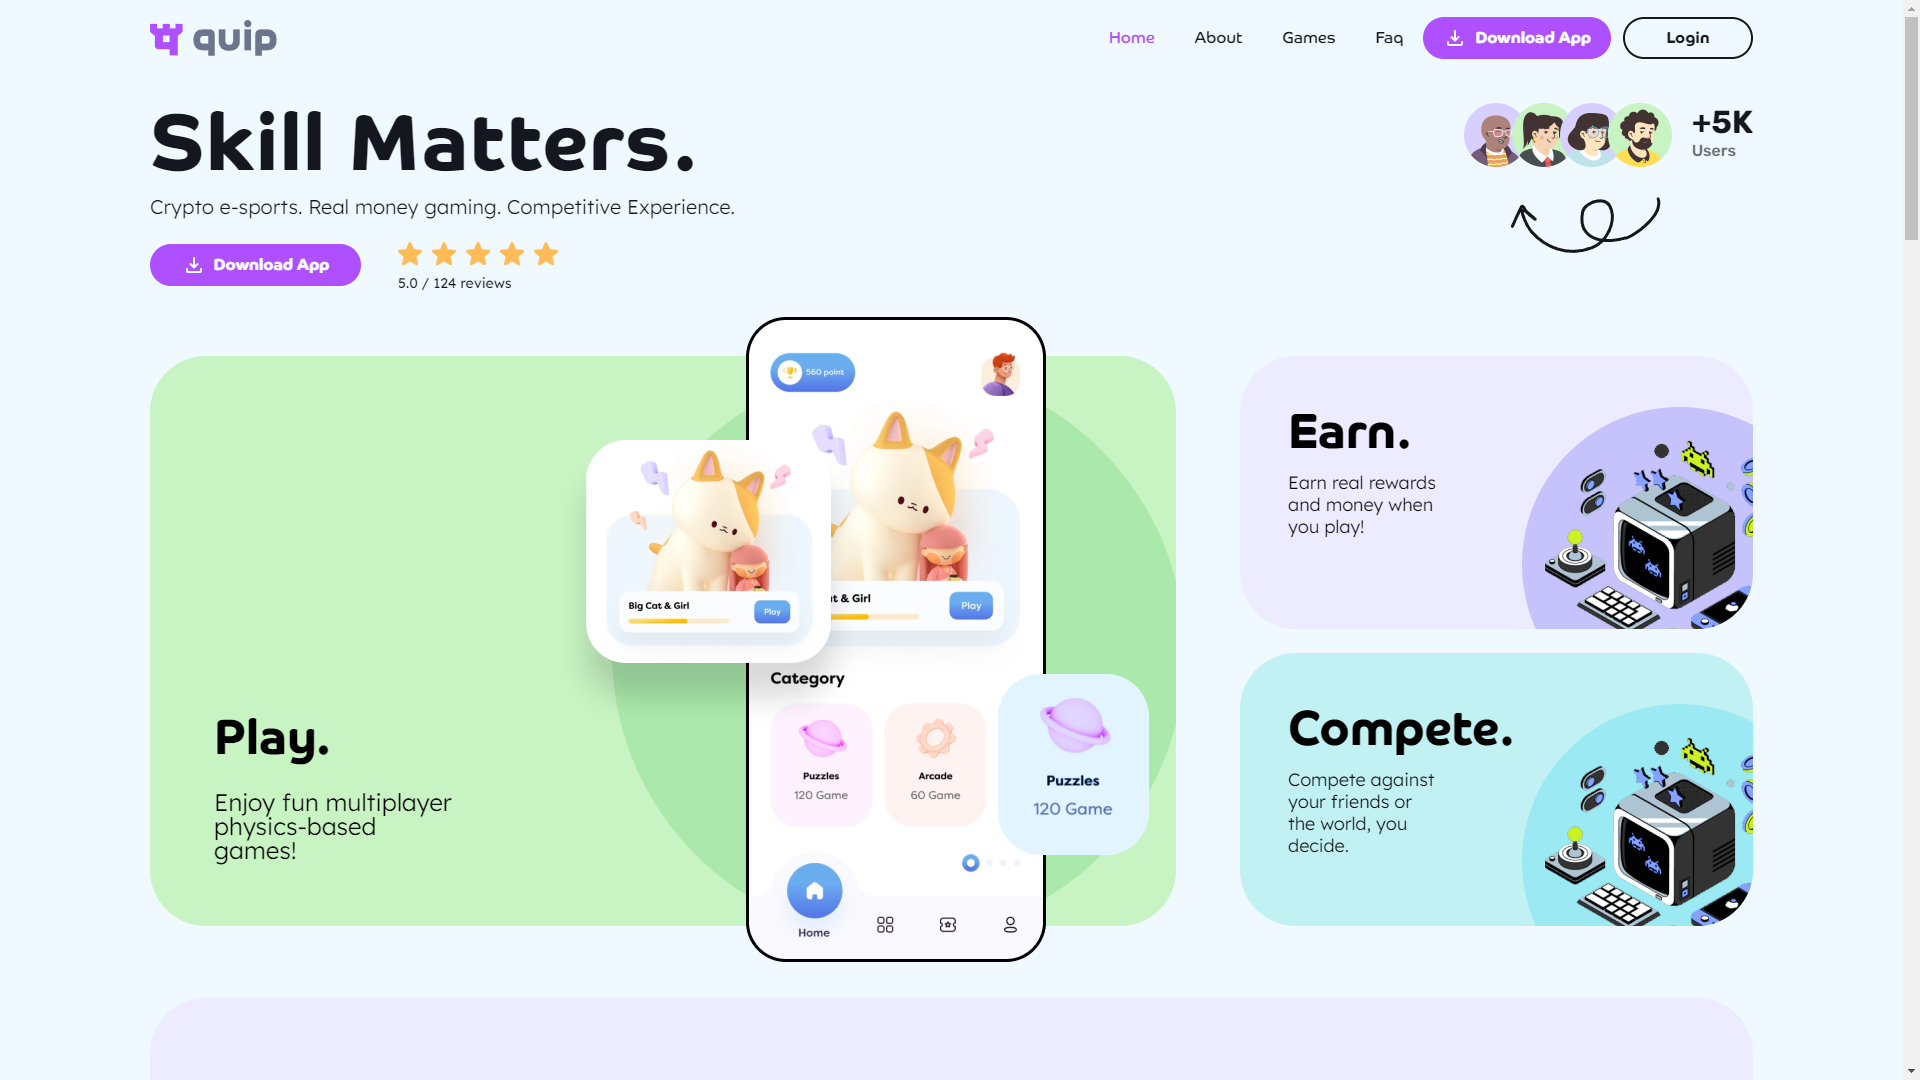 quip
Home
About
Games
Faq
Download App
Login
Skill Matters.
Crypto e-sports. Real money gaming. Competitive Experience.
Download App
5.0 / 124 reviews
+5K
Users
560 point
Big Cat & Girl
Play
t & Girl
Play
Category
Puzzles
120 Game
Arcade
60 Game
Puzzles
120 Game
Home
Play.
Enjoy fun multiplayer
physics-based
games!
Earn.
Earn real rewards
and money when
you play!
Compete.
Compete against
your friends or
the world, you
decide.